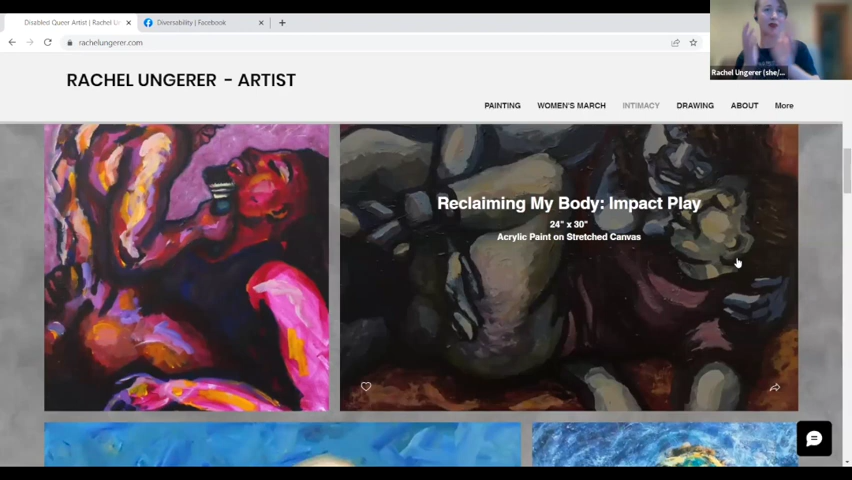 Disabled Queer Artist | Rachel Un
Diversability | Facebook
rachelungerer.com
Rachel Ungerer (she/...
RACHEL UNGERER - ARTIST
PAINTING WOMEN'S MARCH INTIMACY DRAWING ABOUT More
Reclaiming My Body: Impact Play
24" x 30"
Acrylic Paint on Stretched Canvas